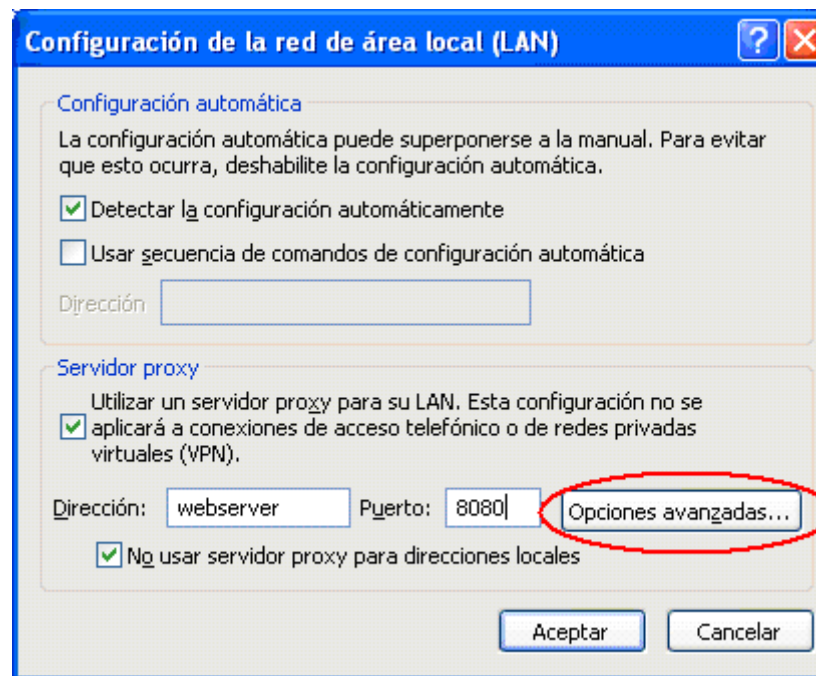 Configuración de la red de área local (LAN)
Configuración automática
La configuración automática puede superponerse a la manual. Para evitar
que esto ocurra, deshabilite la configuración automática.
Detectar la configuración automáticamente
Usar secuencia de comandos de configuración automática
Dirección
Servidor proxy
Utilizar un servidor proxy para su LAN. Esta configuración no se
aplicará a conexiones de acceso telefónico o de redes privadas
virtuales (VPN).
Dirección: webserver Puerto: 8080 Opciones avanzadas...
No usar servidor proxy para direcciones locales
Aceptar Cancelar